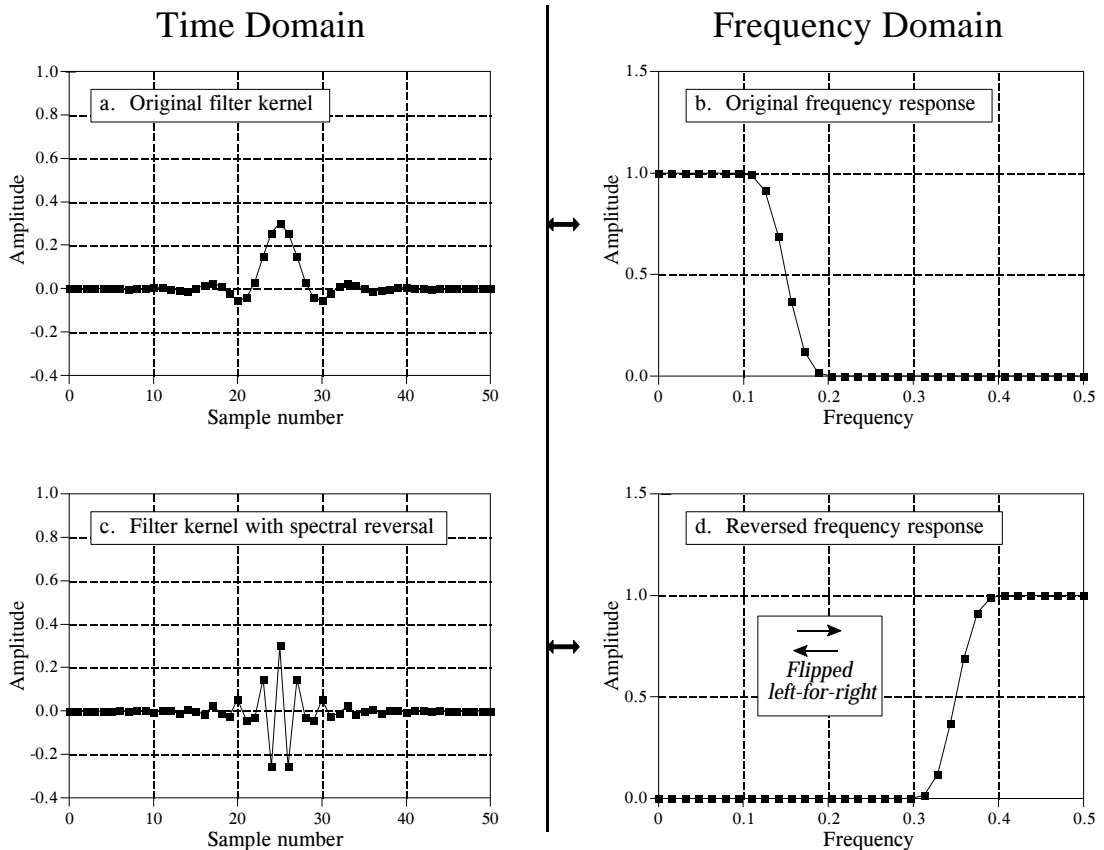 Time Domain
Frequency Domain
a. Original filter kernel
1.0
0.8
0.6
0.4
0.2
0.0
-0.2
-0.4
Amplitude
0 10 20 30 40 50
Sample number
b. Original frequency response
1.5
1.0
0.5
0.0
Amplitude
0 0.1 0.2 0.3 0.4 0.5
Frequency
c. Filter kernel with spectral reversal
1.0
0.8
0.6
0.4
0.2
0.0
-0.2
-0.4
Amplitude
0 10 20 30 40 50
Sample number
d. Reversed frequency response
1.5
1.0
0.5
0.0
Amplitude
Flipped
left-for-right
0 0.1 0.2 0.3 0.4 0.5
Frequency